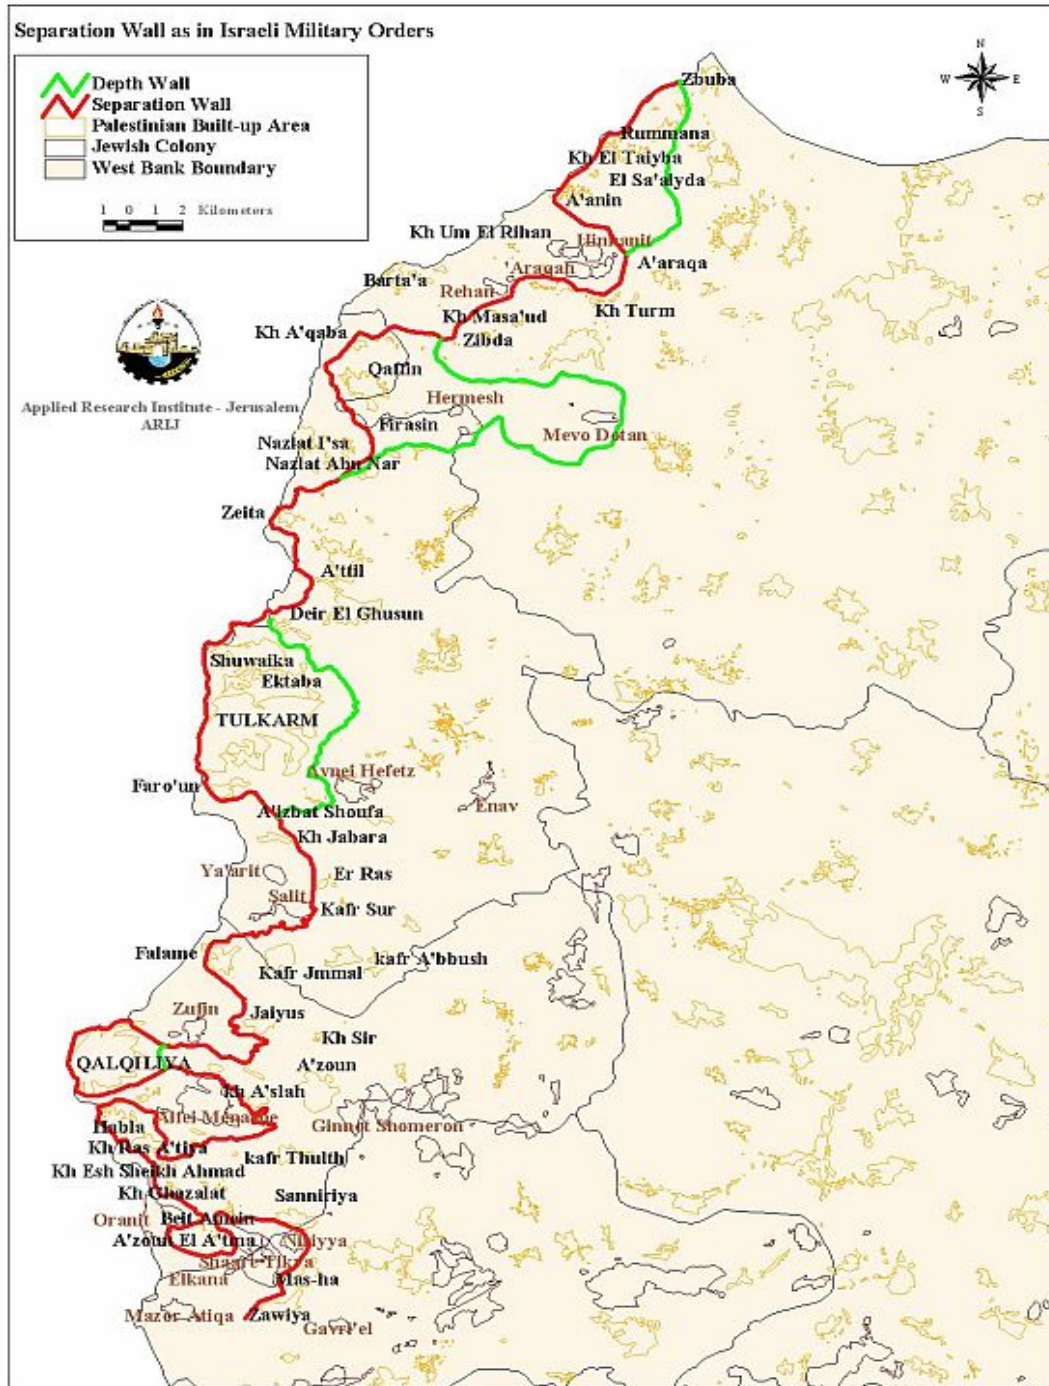 Separation Wall as in Israeli Military Orders
Depth Wall
Separation Wall
Palestinian Built-up Area
Jewish Colony
West Bank Boundary
1 0 1 2 Kilometers
N
W E
S
Zbuba
Rummana
Kh El Taiyba
El Sa'alyda
A'anin
Kh Um El Rihan
Hinnanit
A'araqa
'Araqah
Barta'a
Rehan
Kh Masa'ud
Kh Turm
Kh A'qaba
Zibda
Qaffin
Applied Research Institute - Jerusalem
ARIJ
Hermesh
Firasin
Mevo Dotan
Nazlat I'sa
Nazlat Abu Nar
Zeita
A'ttil
Deir El Ghusun
Shuwaika
Ektaba
TULKARM
Avnei Hefetz
Faro'un
Enav
A'izbat Shoufa
Kh Jabara
Ya'arit
Er Ras
Salit
Kafr Sur
Falame
kafr A'bbush
Kafr Jmmal
Zufin
Jaiyus
Kh Sir
QALQILIYA
A'zoun
kh A'slah
Alfei Menashe
Habla
Ginnot Shomeron
Kh Ras A'tiya
kafr Thulth
Kh Esh Sheikh Ahmad
Kh Ghazalat
Sanniriya
Oranit
Beit Amein
A'zoun El A'tma
Niliyya
Shaari Tikva
Elkana
Mas-ha
Mazor Atiqa
Zawiya
Gavri'el